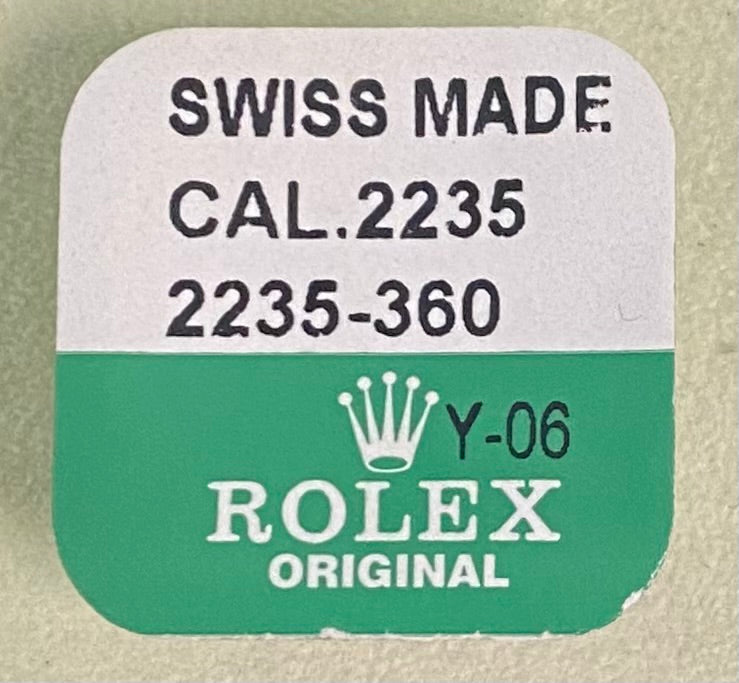 SWISS MADE
CAL.2235
2235-360
Y-06
ROLEX
ORIGINAL